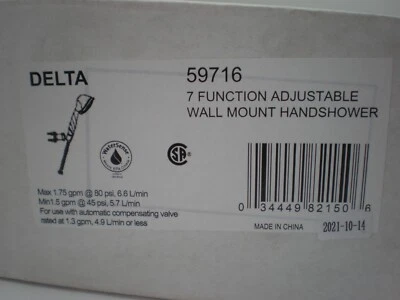 DELTA
59716
7 FUNCTION ADJUSTABLE
WALL MOUNT HANDSHOWER
WaterSense
Max 1.75 gpm @ 80 psi, 6.6 L/min
Min1.5 gpm @ 45 psi, 5.7 L/min
For use with automatic compensating valve
rated at 1.3 gpm, 4.9 L/min or less
0 34449 82150 6
MADE IN CHINA
2021-10-14